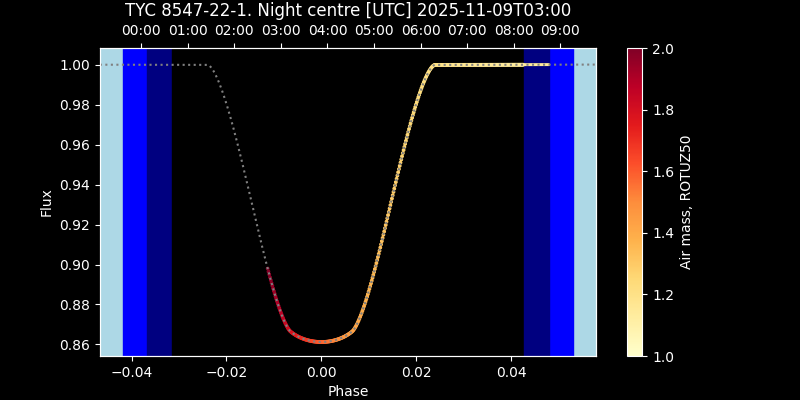 TYC 8547-22-1. Night centre [UTC] 2025-11-09T03:00
00:00 01:00 02:00 03:00 04:00 05:00 06:00 07:00 08:00 09:00
1.00
0.98
0.96
0.94
0.92
0.90
0.88
0.86
Flux
−0.04 −0.02 0.00 0.02 0.04
Phase
2.0
1.8
1.6
1.4
1.2
1.0
Air mass, ROTUZ50